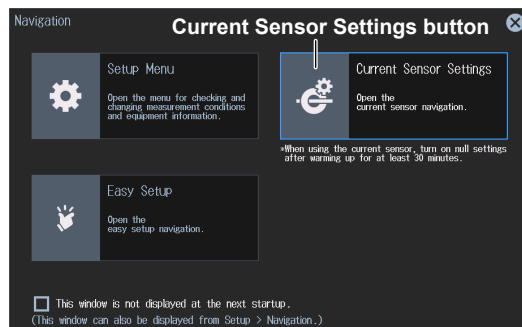 Navigation
Current Sensor Settings button
Setup Menu
Open the menu for checking and
changing measurement conditions
and equipment information.
Current Sensor Settings
Open the
current sensor navigation.
*When using the current sensor, turn on null settings
after warming up for at least 30 minutes.
Easy Setup
Open the
easy setup navigation.
This window is not displayed at the next startup.
(This window can also be displayed from Setup > Navigation.)